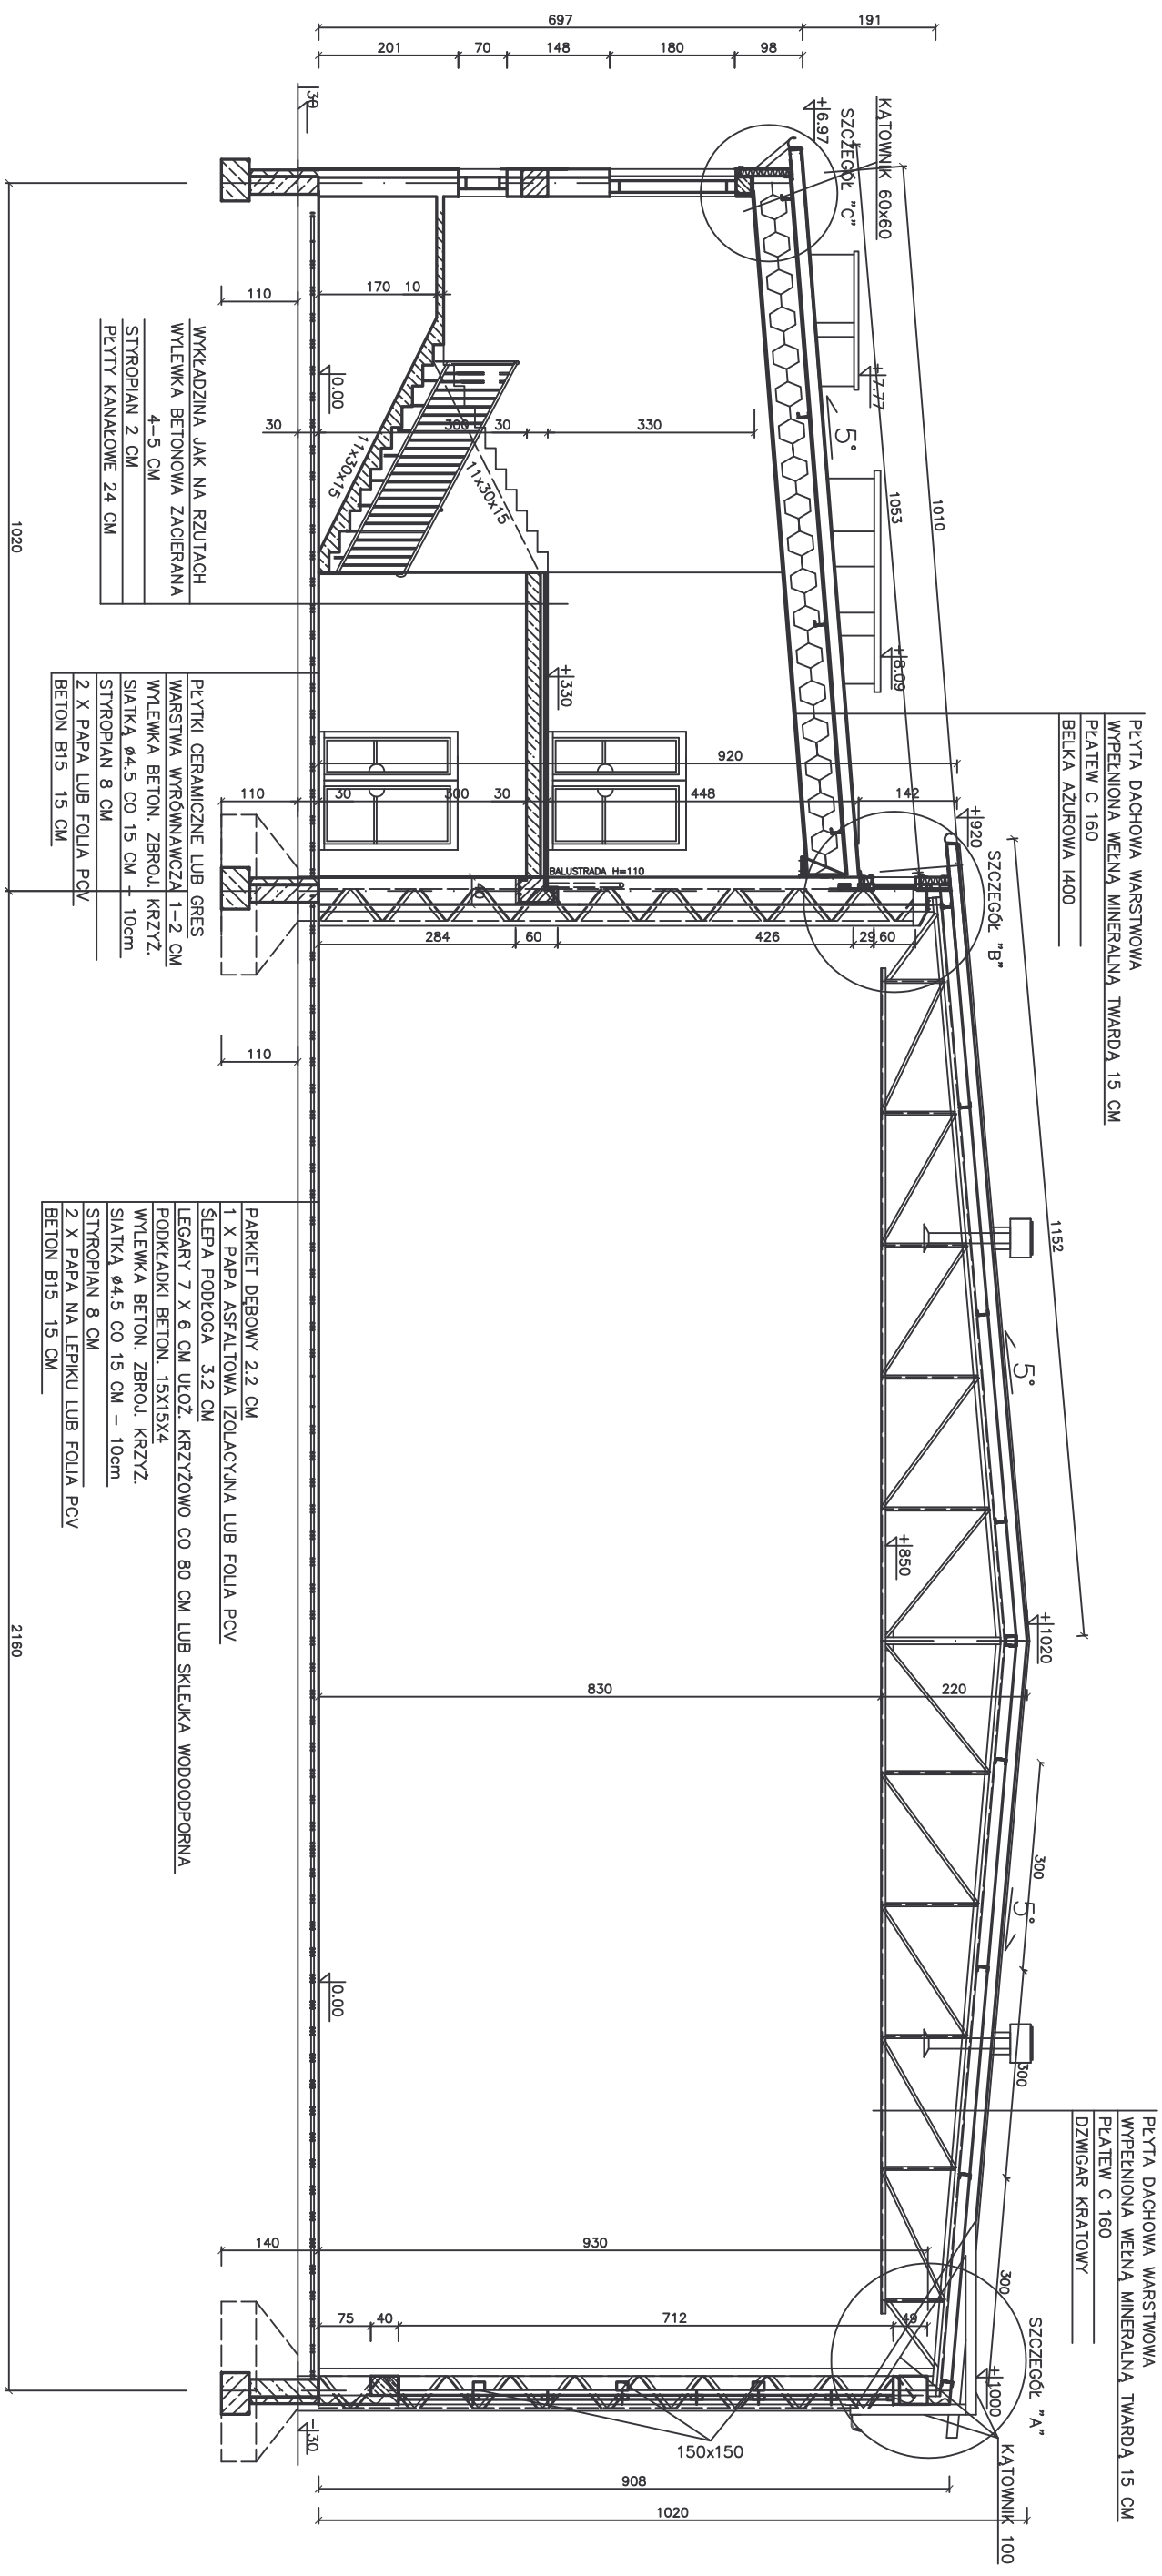 697
191
201
70
148
180
98
-30
+6.97
SZCZEGÓŁ "C"
KĄTOWNIK 60x60
110
170
10
0.00
30
300
30
330
11x30x15
11x30x15
+7.77
5°
1053
1010
+8.09
WYKŁADZINA JAK NA RZUTACH
WYLEWKA BETONOWA ZACIERANA
4-5 CM
STYROPIAN 2 CM
PŁYTY KANAŁOWE 24 CM
1020
+330
PŁYTA DACHOWA WARSTWOWA
WYPEŁNIONA WEŁNĄ MINERALNĄ TWARDĄ 15 CM
PŁATEW C 160
BELKA AŻUROWA I400
PŁYTKI CERAMICZNE LUB GRES
WARSTWA WYRÓWNAWCZA 1-2 CM
WYLEWKA BETON. ZBROJ. KRZYŻ.
SIATKĄ ø4.5 CO 15 CM - 10cm
STYROPIAN 8 CM
2 X PAPA LUB FOLIA PCV
BETON B15 15 CM
920
110
30
300
30
448
142
+920
SZCZEGÓŁ "B"
BALUSTRADA H=110
284
60
426
29
60
110
1152
5°
PARKIET DĘBOWY 2.2 CM
1 X PAPA ASFALTOWA IZOLACYJNA LUB FOLIA PCV
ŚLEPA PODŁOGA 3.2 CM
LEGARY 7 X 6 CM UŁOŻ. KRZYŻOWO CO 80 CM LUB SKLEJKA WODOODPORNA
PODKŁADKI BETON. 15X15X4
WYLEWKA BETON. ZBROJ. KRZYŻ.
SIATKĄ ø4.5 CO 15 CM - 10cm
STYROPIAN 8 CM
2 X PAPA NA LEPIKU LUB FOLIA PCV
BETON B15 15 CM
+850
+1020
2160
830
220
300
5°
0.00
300
PŁYTA DACHOWA WARSTWOWA
WYPEŁNIONA WEŁNĄ MINERALNĄ TWARDĄ 15 CM
PŁATEW C 160
DZWIGAR KRATOWY
140
930
300
75
40
712
49
SZCZEGÓŁ "A"
+1000
-30
150x150
KĄTOWNIK 100
908
1020